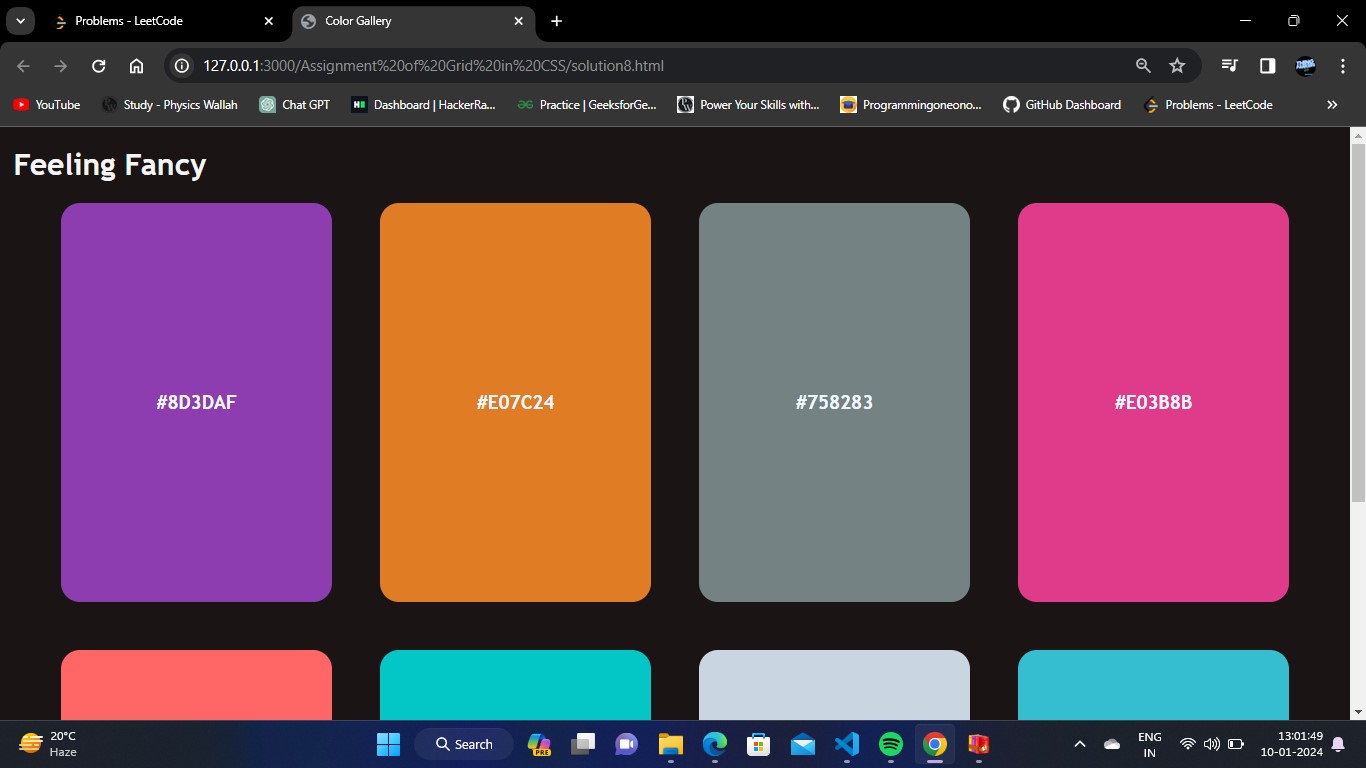 Problems - LeetCode
Color Gallery
127.0.0.1:3000/Assignment%20of%20Grid%20in%20CSS/solution8.html
YouTube
Study - Physics Wallah
Chat GPT
Dashboard | HackerRa...
Practice | GeeksforGe...
Power Your Skills with...
Programmingoneono...
GitHub Dashboard
Problems - LeetCode
Feeling Fancy
#8D3DAF
#E07C24
#758283
#E03B8B
20°C
Haze
Search
PRE
ENG
IN
13:01:49
10-01-2024